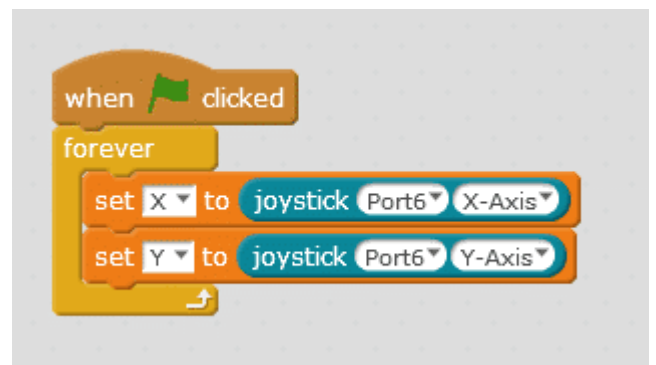 when clicked
forever
set X to joystick Port6 X-Axis
set Y to joystick Port6 Y-Axis